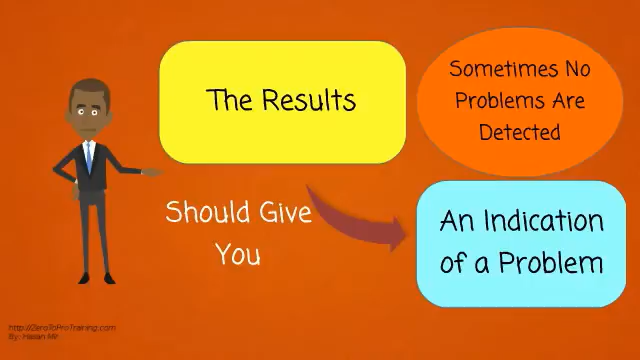 The Results
Sometimes No
Problems Are
Detected
Should Give
You
An Indication
of a Problem
http://ZeroToProTraining.com
By: Hasan Mir